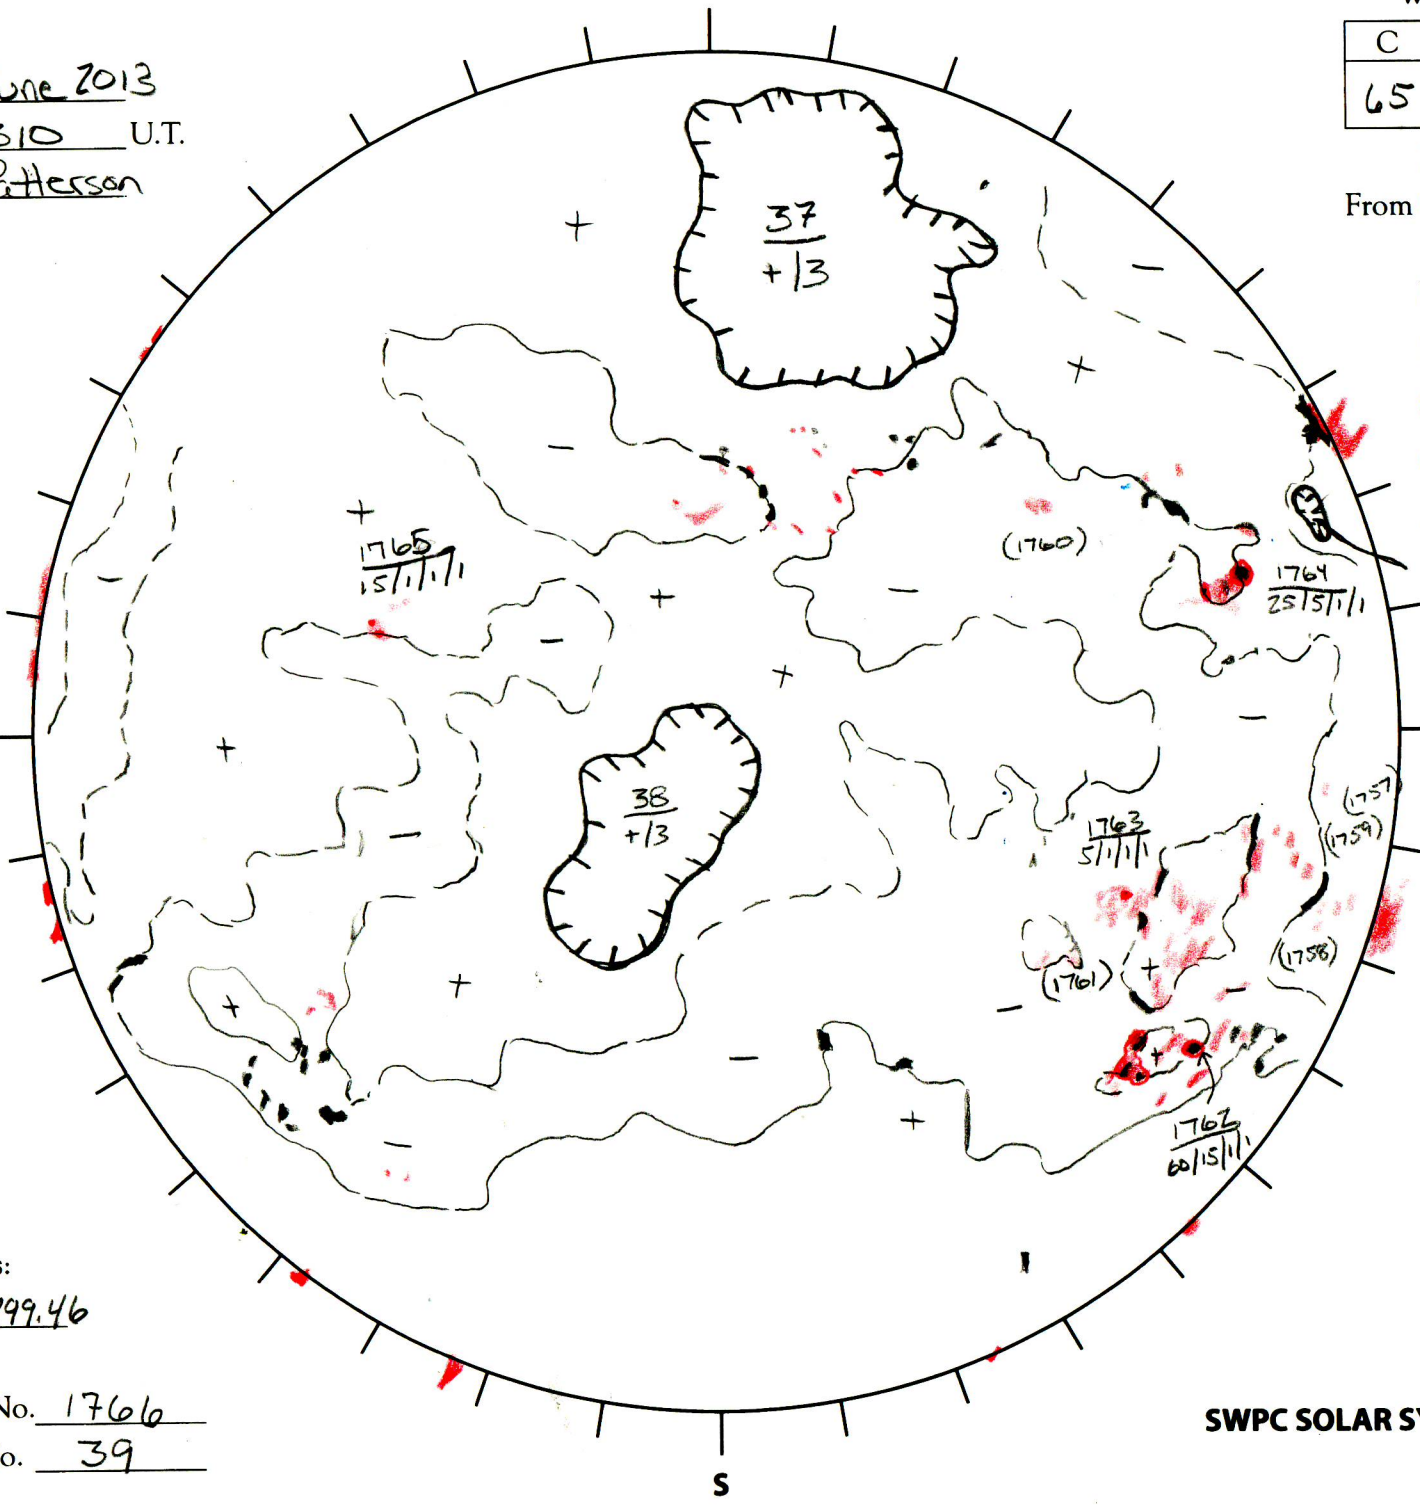 une 2013
310 U.T.
Patterson
C
65
From
37
+/3
1765
15/1/1/1
(1760)
1764
25/5/1/1
38
+/3
1763
5/1/1/1
(1757
(1759)
(1758)
(1761)
1762
60/15/1/1
s:
99.46
No. 1766
o. 39
SWPC SOLAR SY
S